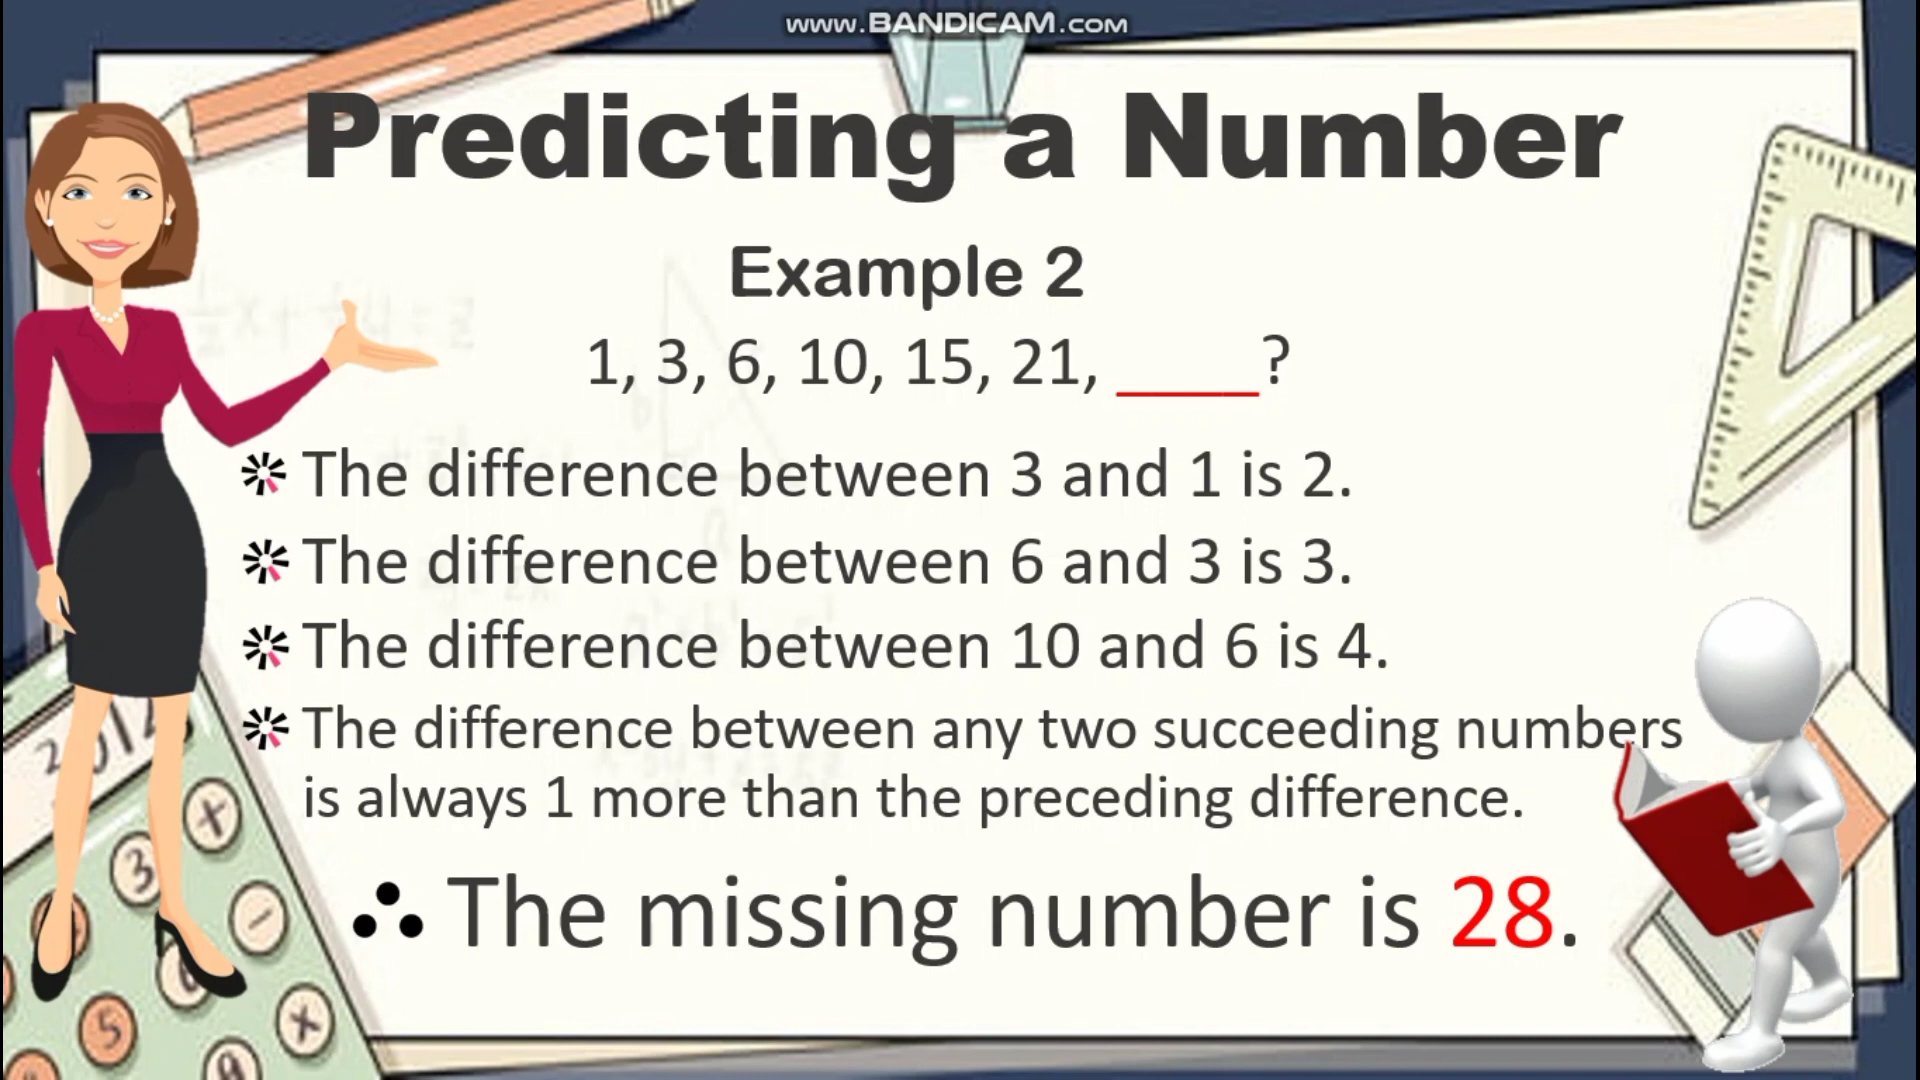 www.BANDICAM.com
Predicting a Number
Example 2
1, 3, 6, 10, 15, 21, ____?
The difference between 3 and 1 is 2.
The difference between 6 and 3 is 3.
The difference between 10 and 6 is 4.
The difference between any two succeeding numbers
is always 1 more than the preceding difference.
∴ The missing number is 28.
+
3
−
5
×